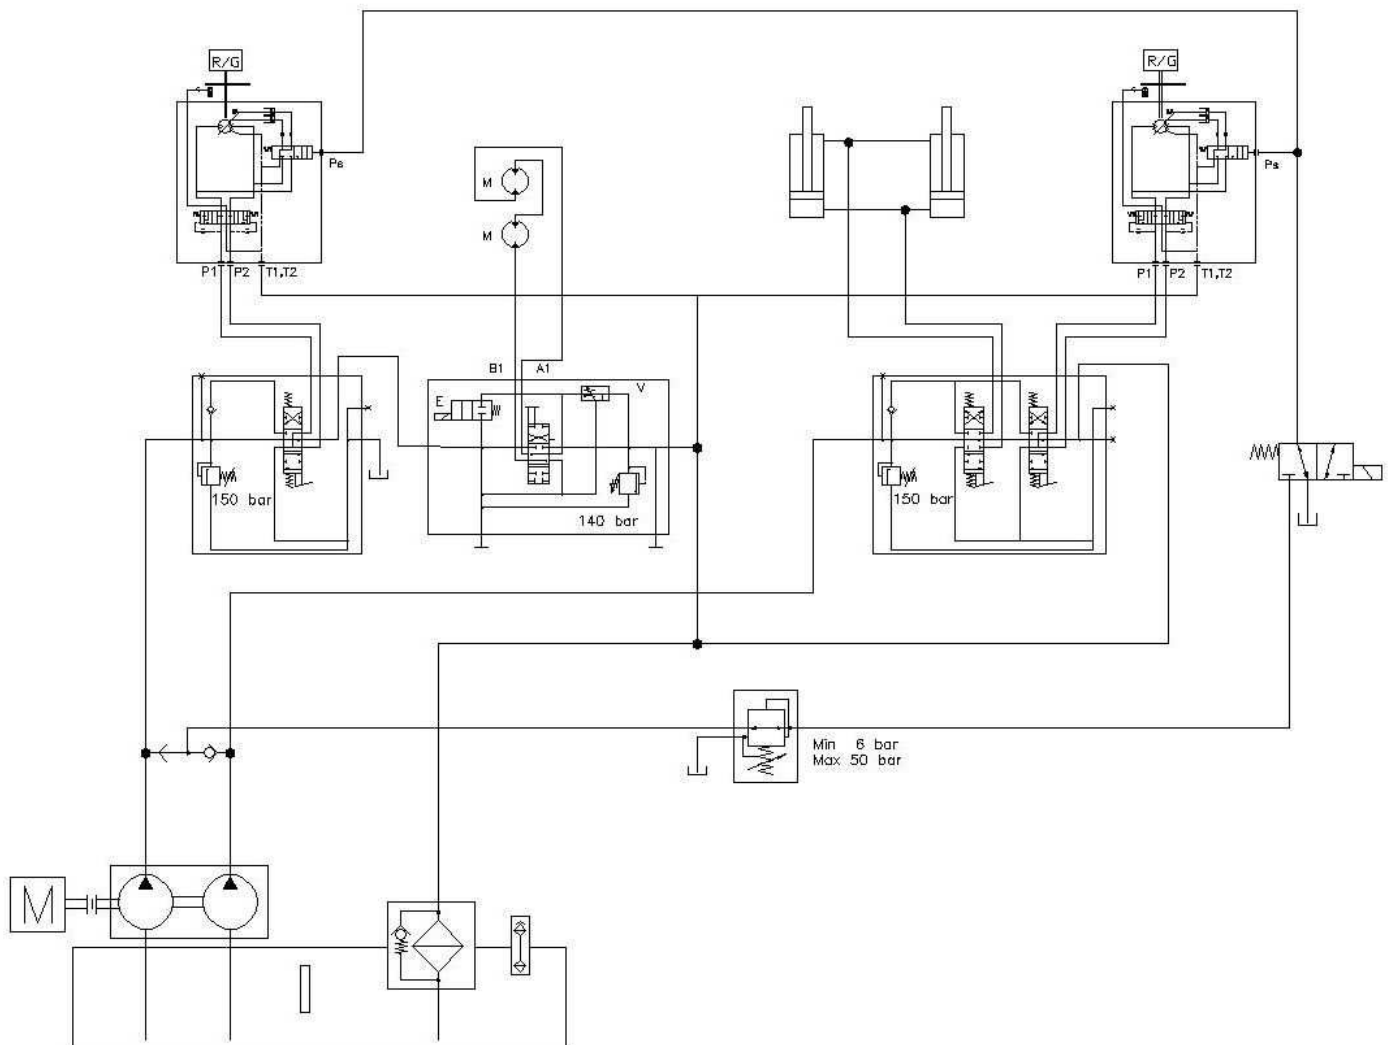 R/G
R/G
Ps
Ps
M
M
P1 P2 T1,T2
P1 P2 T1,T2
B1 A1
E
V
150 bar
150 bar
140 bar
Min 6 bar
Max 50 bar
M